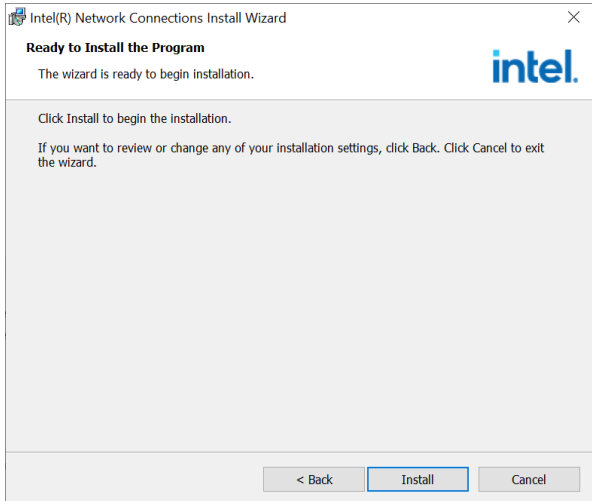 Intel(R) Network Connections Install Wizard
Ready to Install the Program
The wizard is ready to begin installation.
intel.
Click Install to begin the installation.
If you want to review or change any of your installation settings, click Back. Click Cancel to exit
the wizard.
< Back
Install
Cancel